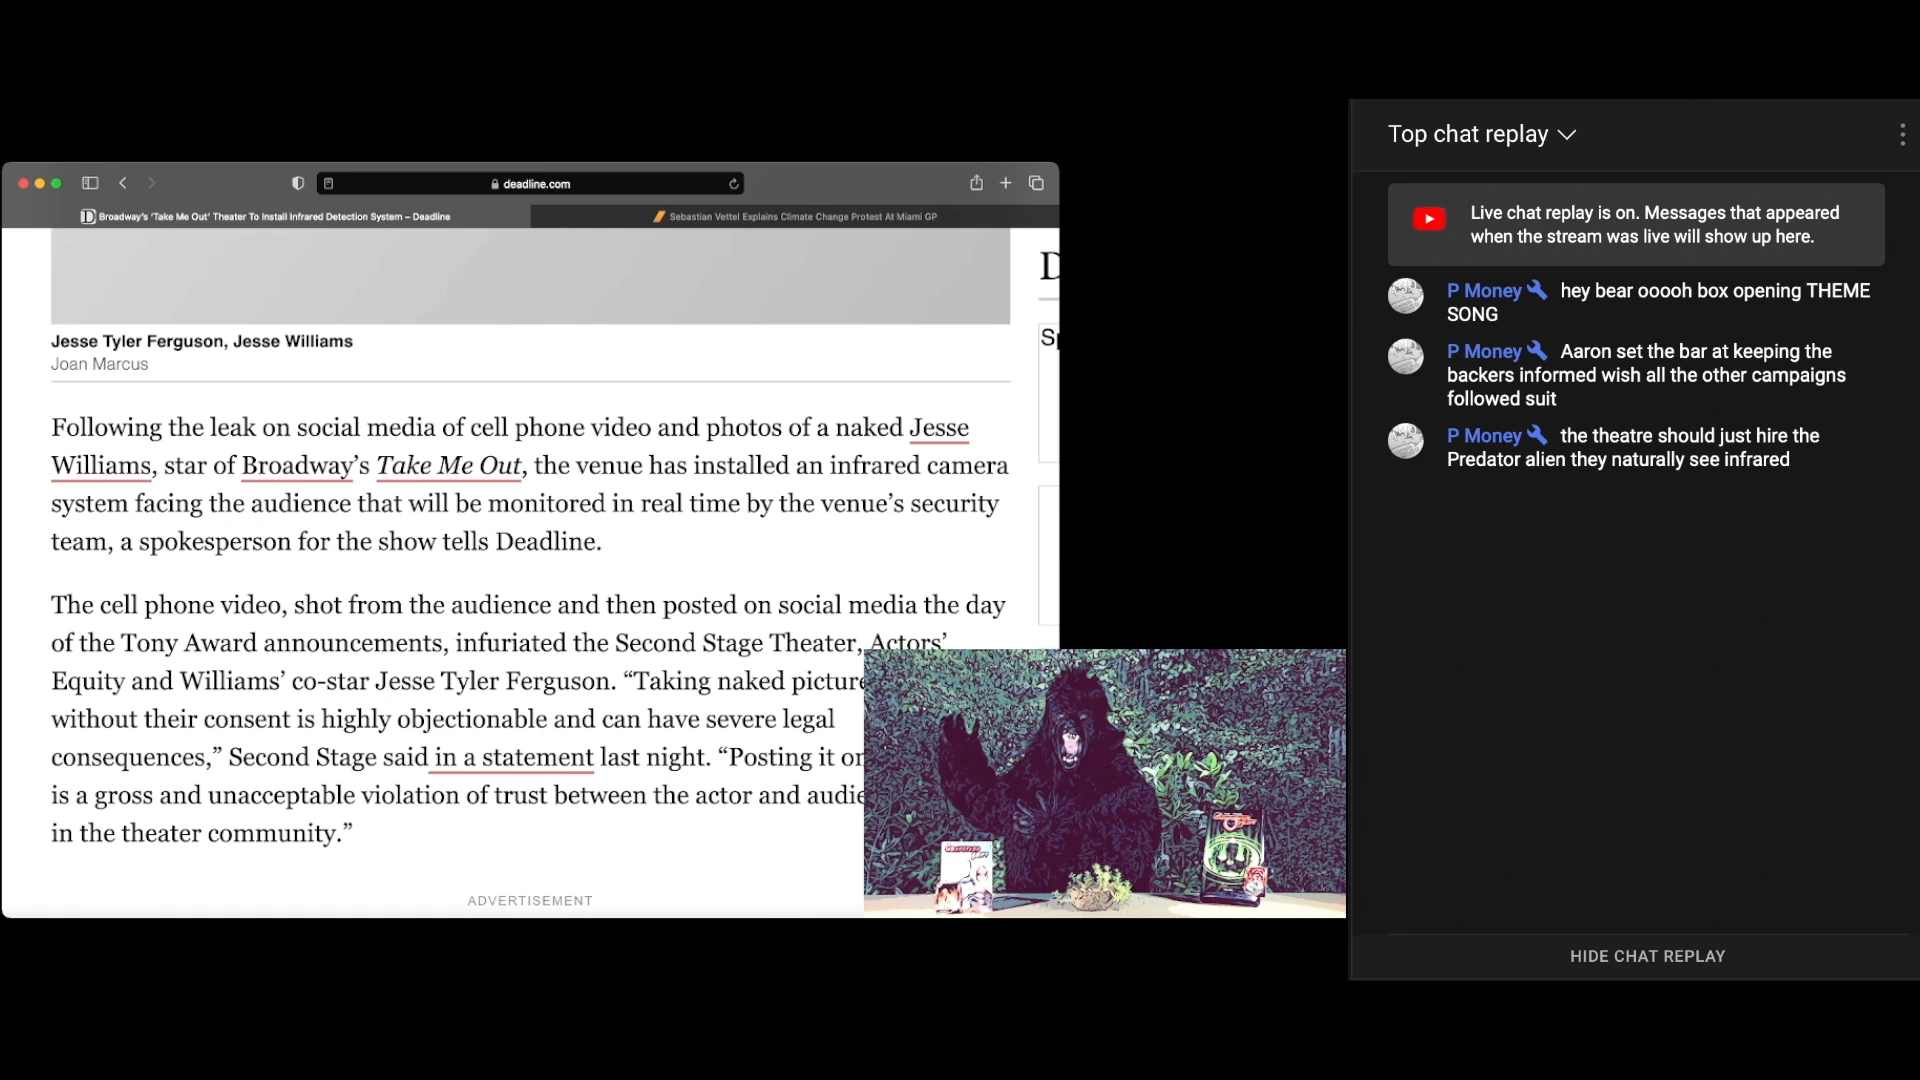 Top chat replay
deadline.com
Broadway's 'Take Me Out' Theater To Install Infrared Detection System – Deadline
Sebastian Vettel Explains Climate Change Protest At Miami GP
Jesse Tyler Ferguson, Jesse Williams
Joan Marcus
Following the leak on social media of cell phone video and photos of a naked Jesse
Williams, star of Broadway’s Take Me Out, the venue has installed an infrared camera
system facing the audience that will be monitored in real time by the venue’s security
team, a spokesperson for the show tells Deadline.
The cell phone video, shot from the audience and then posted on social media the day
of the Tony Award announcements, infuriated the Second Stage Theater, Actors’
Equity and Williams’ co-star Jesse Tyler Ferguson. “Taking naked picture
without their consent is highly objectionable and can have severe legal
consequences,” Second Stage said in a statement last night. “Posting it on
is a gross and unacceptable violation of trust between the actor and audie
in the theater community.”
ADVERTISEMENT
D
Sp
Live chat replay is on. Messages that appeared
when the stream was live will show up here.
P Money hey bear ooooh box opening THEME
SONG
P Money Aaron set the bar at keeping the
backers informed wish all the other campaigns
followed suit
P Money the theatre should just hire the
Predator alien they naturally see infrared
HIDE CHAT REPLAY